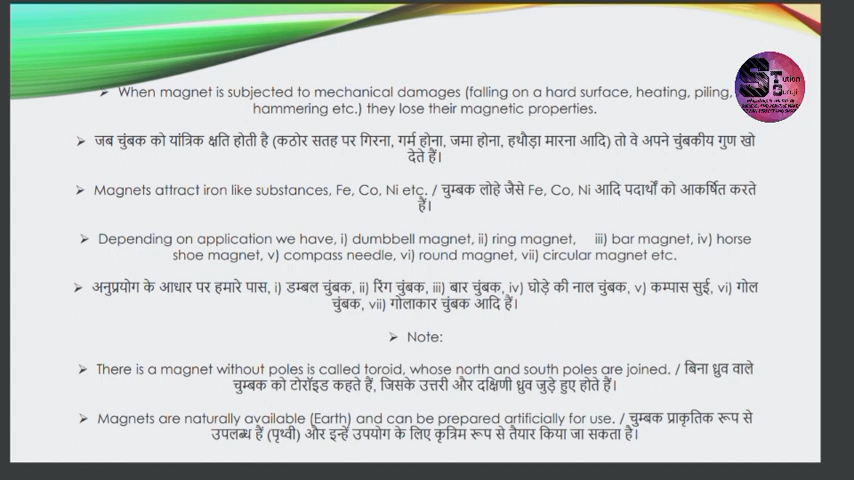 ➤ When magnet is subjected to mechanical damages (falling on a hard surface, heating, piling,
hammering etc.) they lose their magnetic properties.
➤ जब चुंबक को यांत्रिक क्षति होती है (कठोर सतह पर गिरना, गर्म होना, जमा होना, हथौड़ा मारना आदि) तो वे अपने चुंबकीय गुण खो
देते हैं।
➤ Magnets attract iron like substances, Fe, Co, Ni etc. / चुम्बक लोहे जैसे Fe, Co, Ni आदि पदार्थों को आकर्षित करते
हैं।
➤ Depending on application we have, i) dumbbell magnet, ii) ring magnet, iii) bar magnet, iv) horse
shoe magnet, v) compass needle, vi) round magnet, vii) circular magnet etc.
➤ अनुप्रयोग के आधार पर हमारे पास, i) डम्बल चुंबक, ii) रिंग चुंबक, iii) बार चुंबक, iv) घोड़े की नाल चुंबक, v) कम्पास सुई, vi) गोल
चुंबक, vii) गोलाकार चुंबक आदि हैं।
➤ Note:
➤ There is a magnet without poles is called toroid, whose north and south poles are joined. / बिना ध्रुव वाले
चुम्बक को टोरॉइड कहते हैं, जिसके उत्तरी और दक्षिणी ध्रुव जुड़े हुए होते हैं।
➤ Magnets are naturally available (Earth) and can be prepared artificially for use. / चुम्बक प्राकृतिक रूप से
उपलब्ध हैं (पृथ्वी) और इन्हें उपयोग के लिए कृत्रिम रूप से तैयार किया जा सकता है।